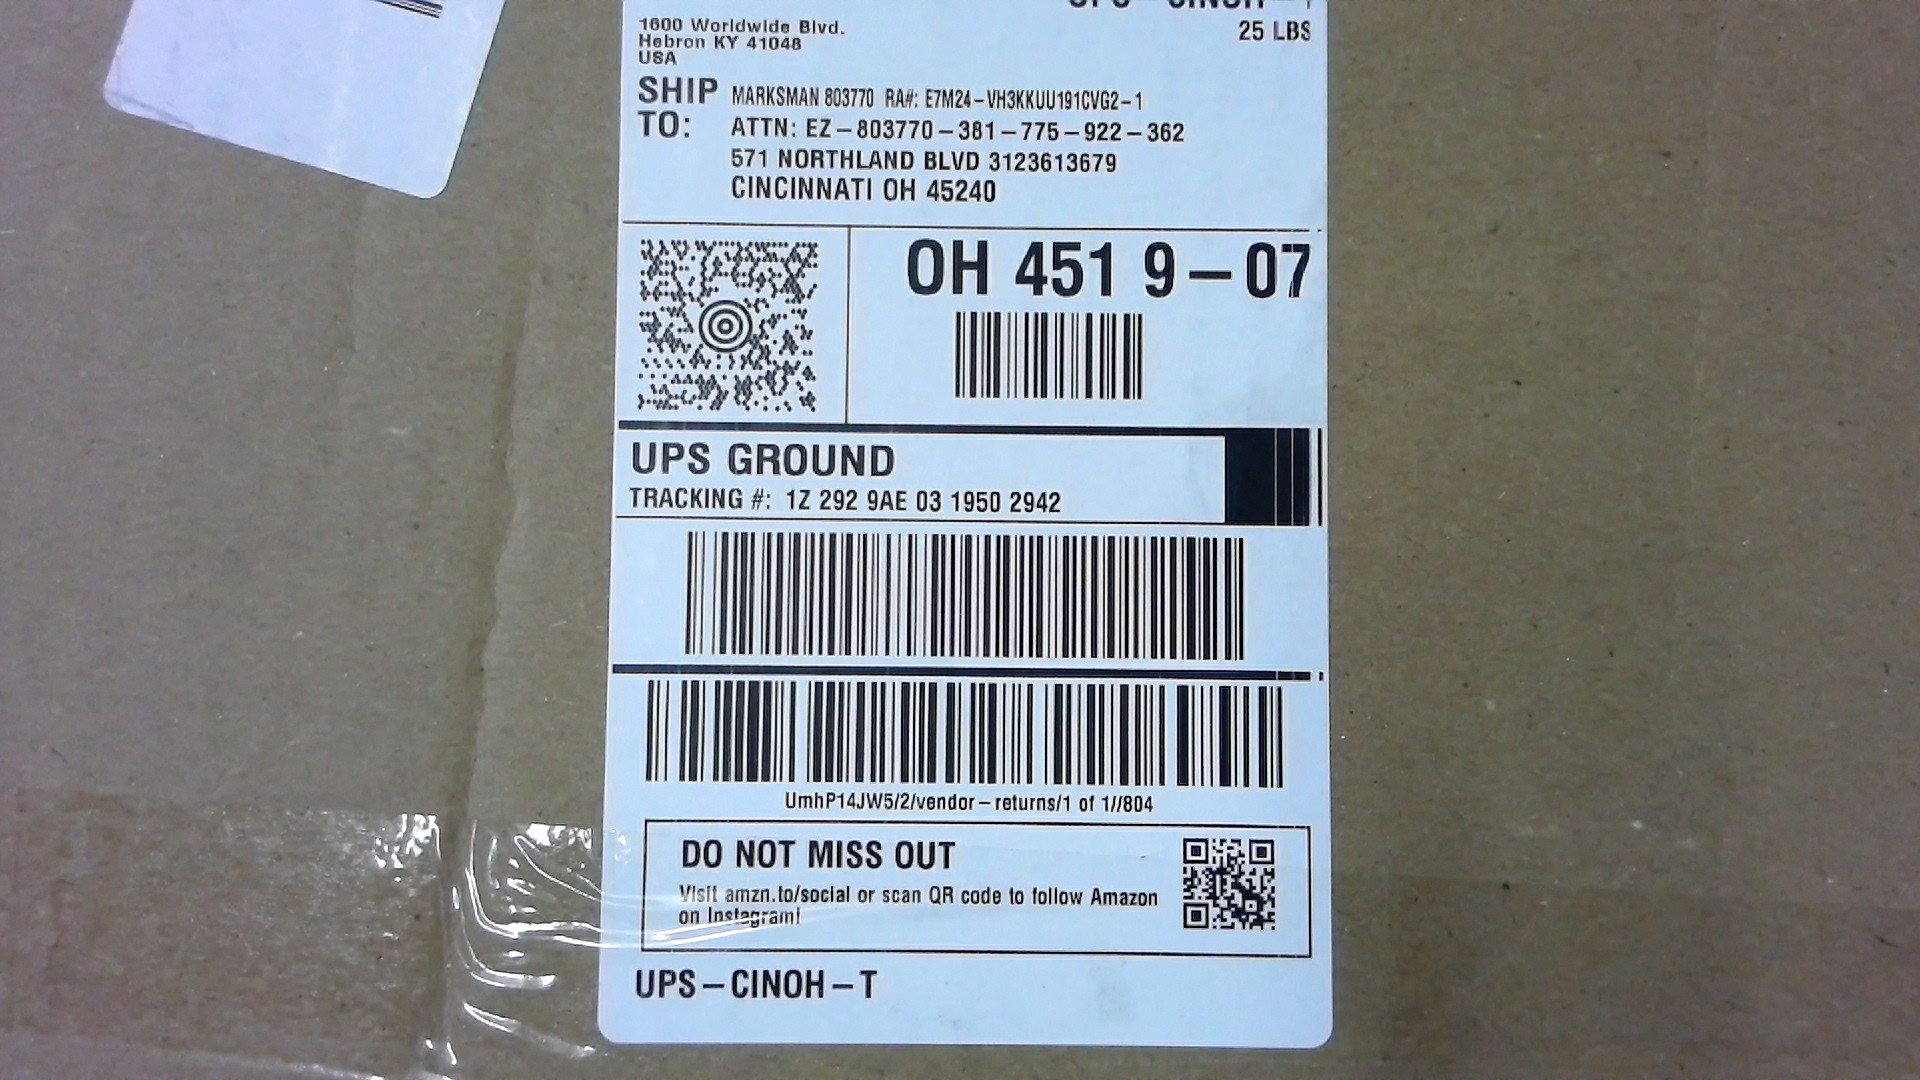 UPS – CINOH – T
1600 Worldwide Blvd.
25 LBS
Hebron KY 41048
USA
SHIP TO:
MARKSMAN 803770 RA#: E7M24–VH3KKUU191CVG2–1
ATTN: EZ–803770–381–775–922–362
571 NORTHLAND BLVD 3123613679
CINCINNATI OH 45240
OH 451 9–07
UPS GROUND
TRACKING #: 1Z 292 9AE 03 1950 2942
UmhP14JW5/2/vendor–returns/1 of 1//804
DO NOT MISS OUT
Visit amzn.to/social or scan QR code to follow Amazon
on Instagram!
UPS–CINOH–T